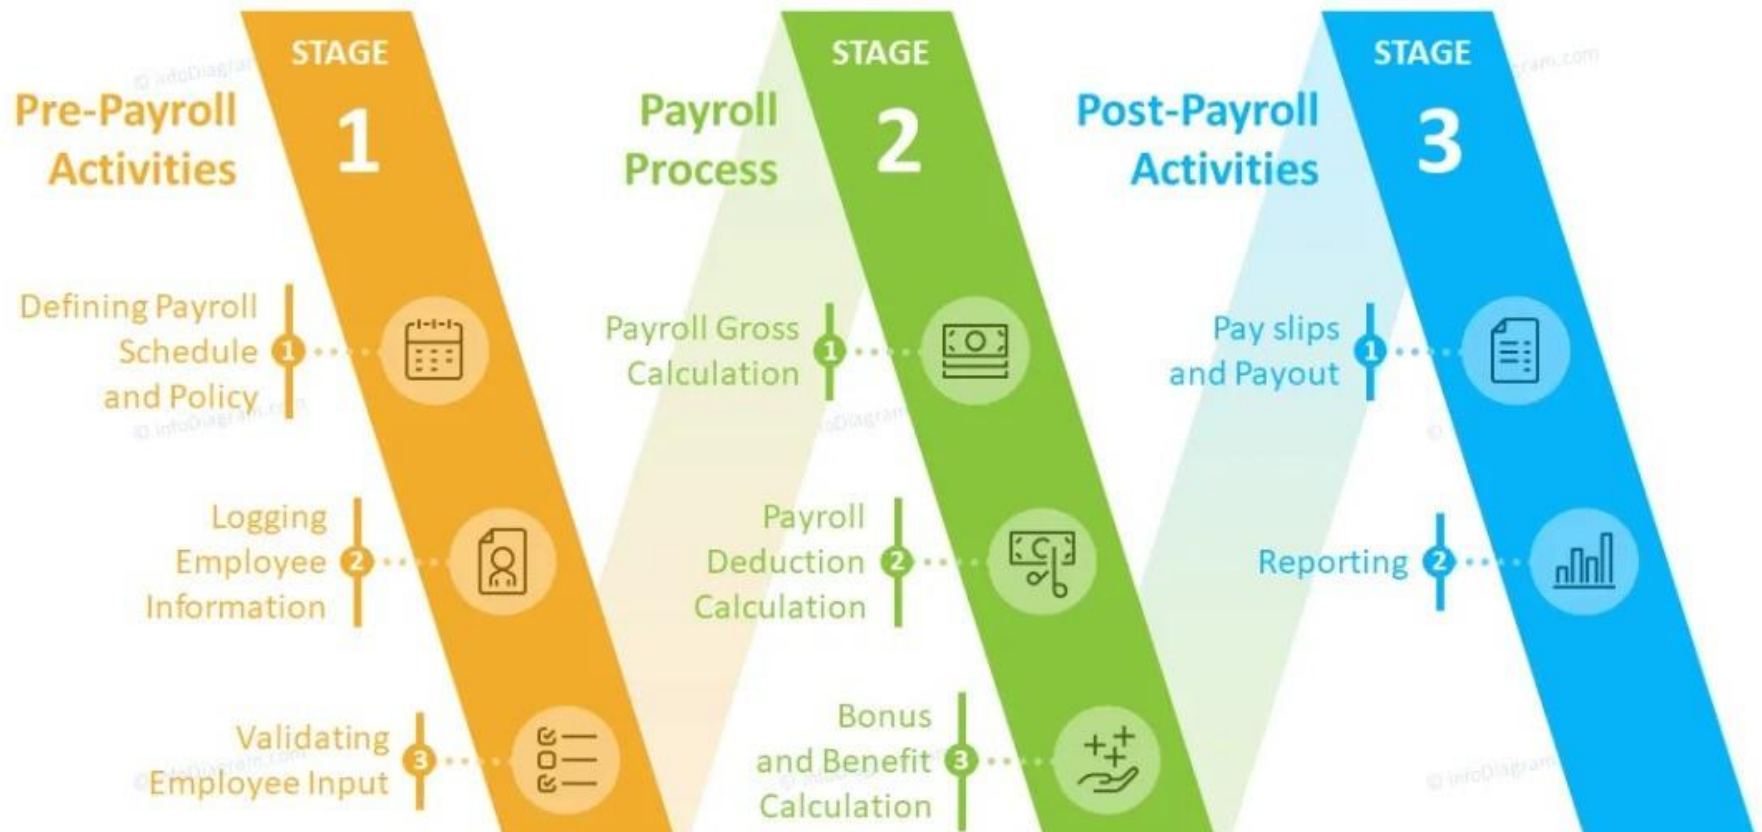 STAGE
1
Pre-Payroll
Activities
Defining Payroll
Schedule
and Policy
1
Logging
Employee
Information
2
Validating
Employee Input
3
STAGE
2
Payroll
Process
Payroll Gross
Calculation
1
Payroll
Deduction
Calculation
2
Bonus
and Benefit
Calculation
3
STAGE
3
Post-Payroll
Activities
Pay slips
and Payout
1
Reporting
2
© infoDiagram.com